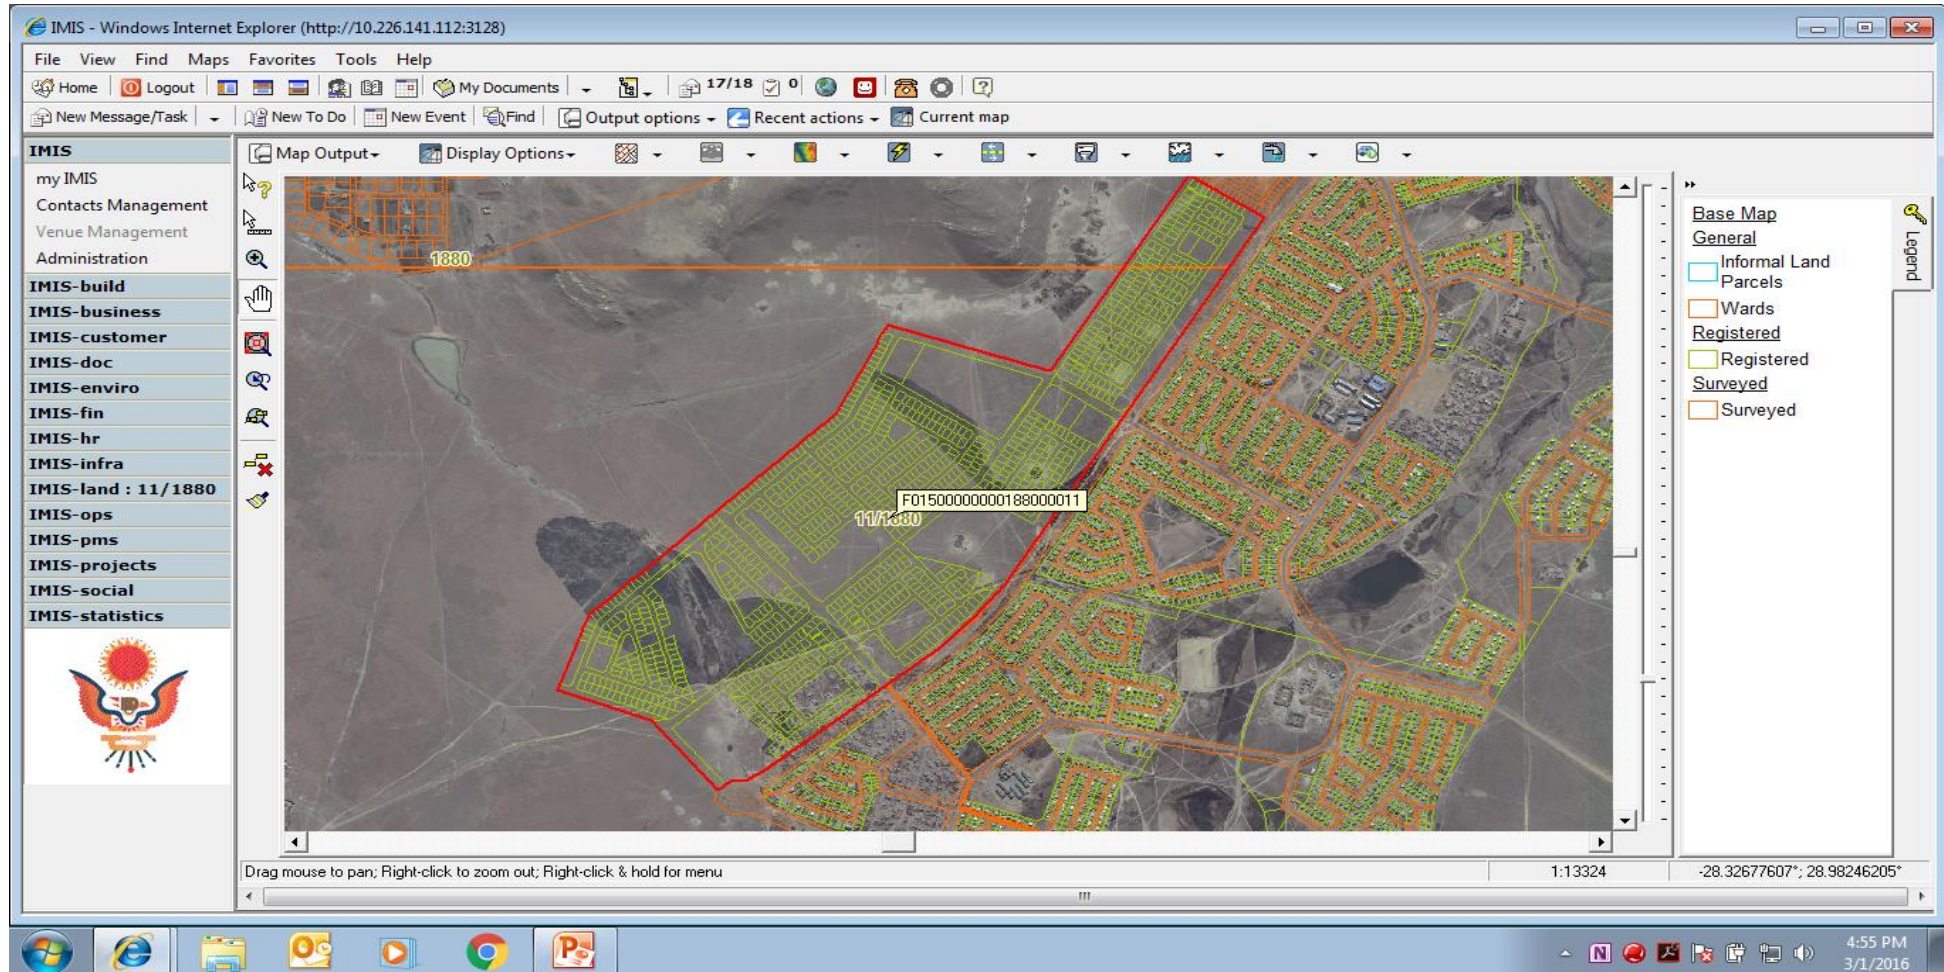 IMIS - Windows Internet Explorer (http://10.226.141.112:3128)
File View Find Maps Favorites Tools Help
Home Logout My Documents 17/18 0
New Message/Task New To Do New Event Find Output options Recent actions Current map
IMIS
my IMIS
Contacts Management
Venue Management
Administration
IMIS-build
IMIS-business
IMIS-customer
IMIS-doc
IMIS-enviro
IMIS-fin
IMIS-hr
IMIS-infra
IMIS-land : 11/1880
IMIS-ops
IMIS-pms
IMIS-projects
IMIS-social
IMIS-statistics
Map Output Display Options
1880
F01500000000188000011
11/1880
Legend
Base Map
General
Informal Land
Parcels
Wards
Registered
Registered
Surveyed
Surveyed
Drag mouse to pan; Right-click to zoom out; Right-click & hold for menu 1:13324 -28.32677607°; 28.98246205°
4:55 PM
3/1/2016